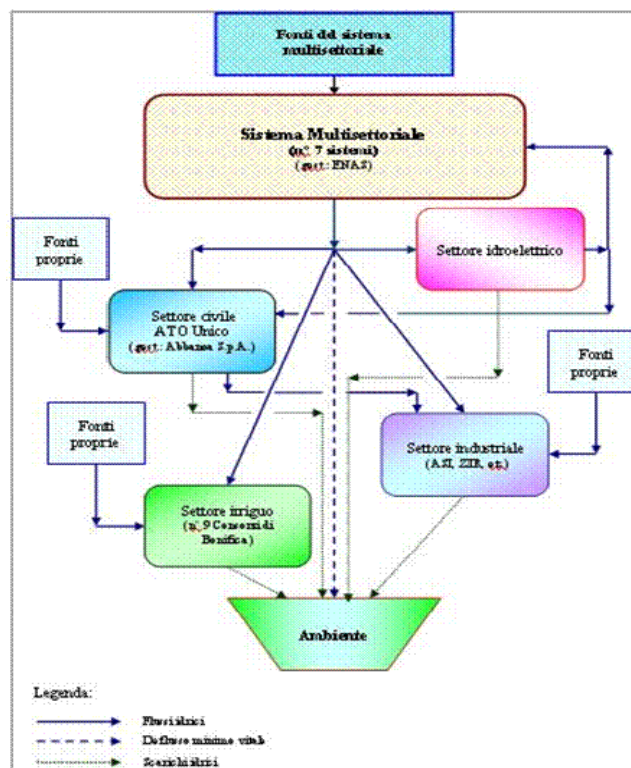 Fonti del sistema
multisettoriale
Sistema Multisettoriale
(n° 7 sistemi)
(gest: ENAS)
Fonti
proprie
Settore idroelettrico
Settore civile
ATO Unico
(gest: Abbanoa S.p.A.)
Fonti
proprie
Fonti
proprie
Settore industriale
(ASI, ZIR, etc.)
Settore irriguo
(n° 9 Consorzi di
Bonifica)
Ambiente
Legenda:
Flussi idrici
Deflusso minimo vitale
Scarichi idrici